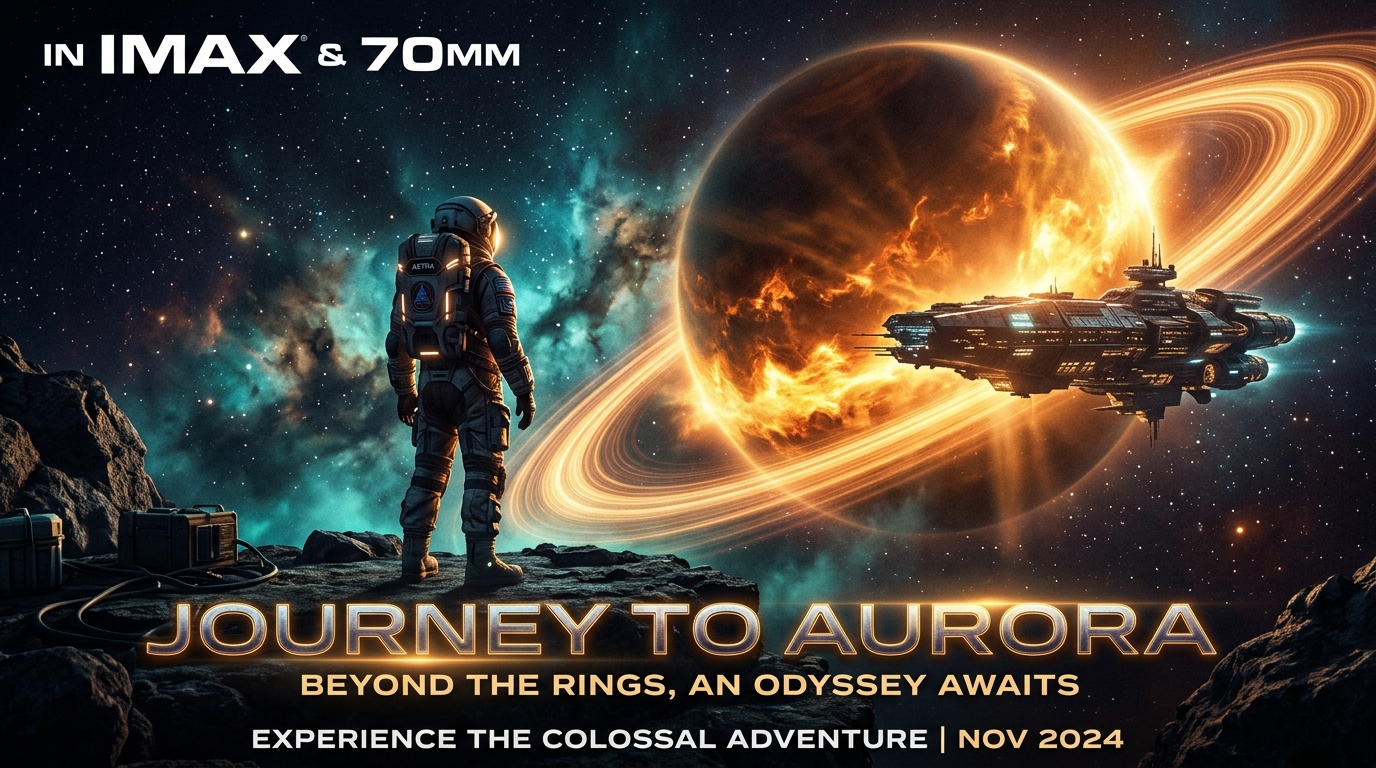 IN IMAX® & 70MM
AETRA
JOURNEY TO AURORA
BEYOND THE RINGS, AN ODYSSEY AWAITS
EXPERIENCE THE COLOSSAL ADVENTURE | NOV 2024